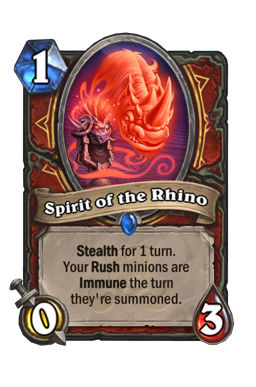 1
Spirit of the Rhino
Stealth for 1 turn.
Your Rush minions are
Immune the turn
they're summoned.
0
3